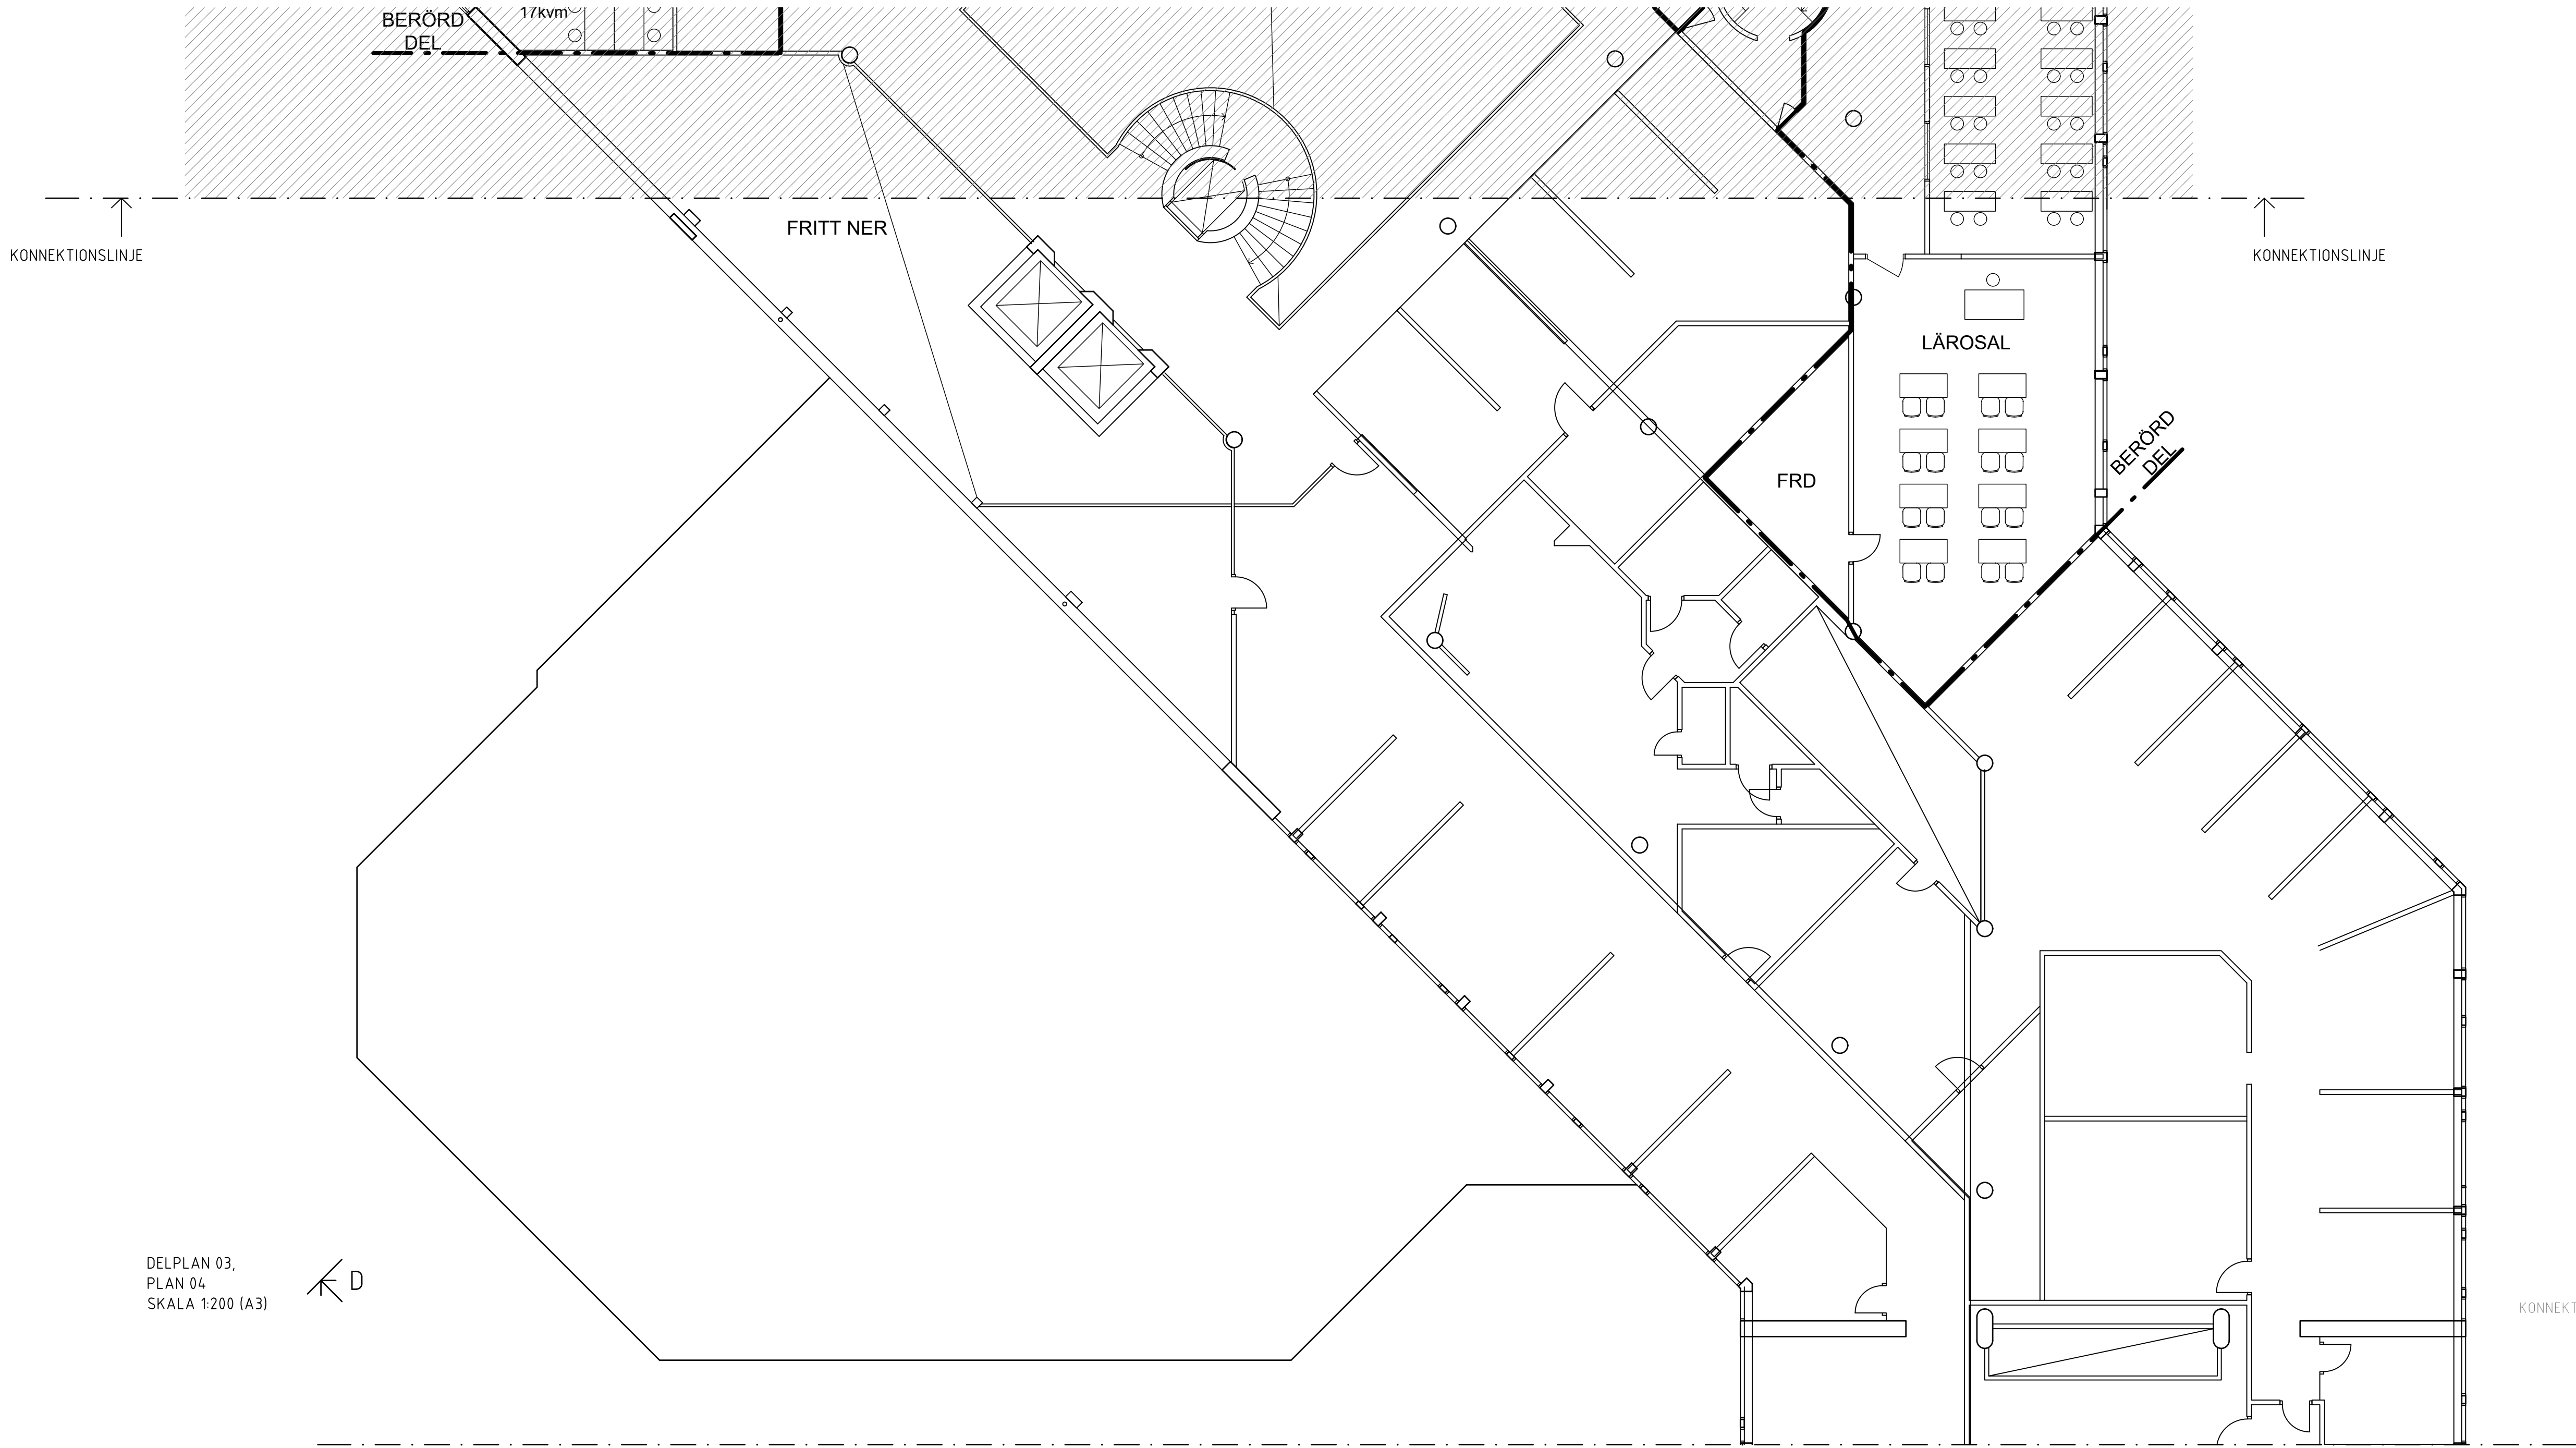 BERÖRD
DEL
17kvm
FRITT NER
KONNEKTIONSLINJE
KONNEKTIONSLINJE
LÄROSAL
BERÖRD
DEL
FRD
DELPLAN 03,
PLAN 04
SKALA 1:200 (A3)
D
KONNEKT